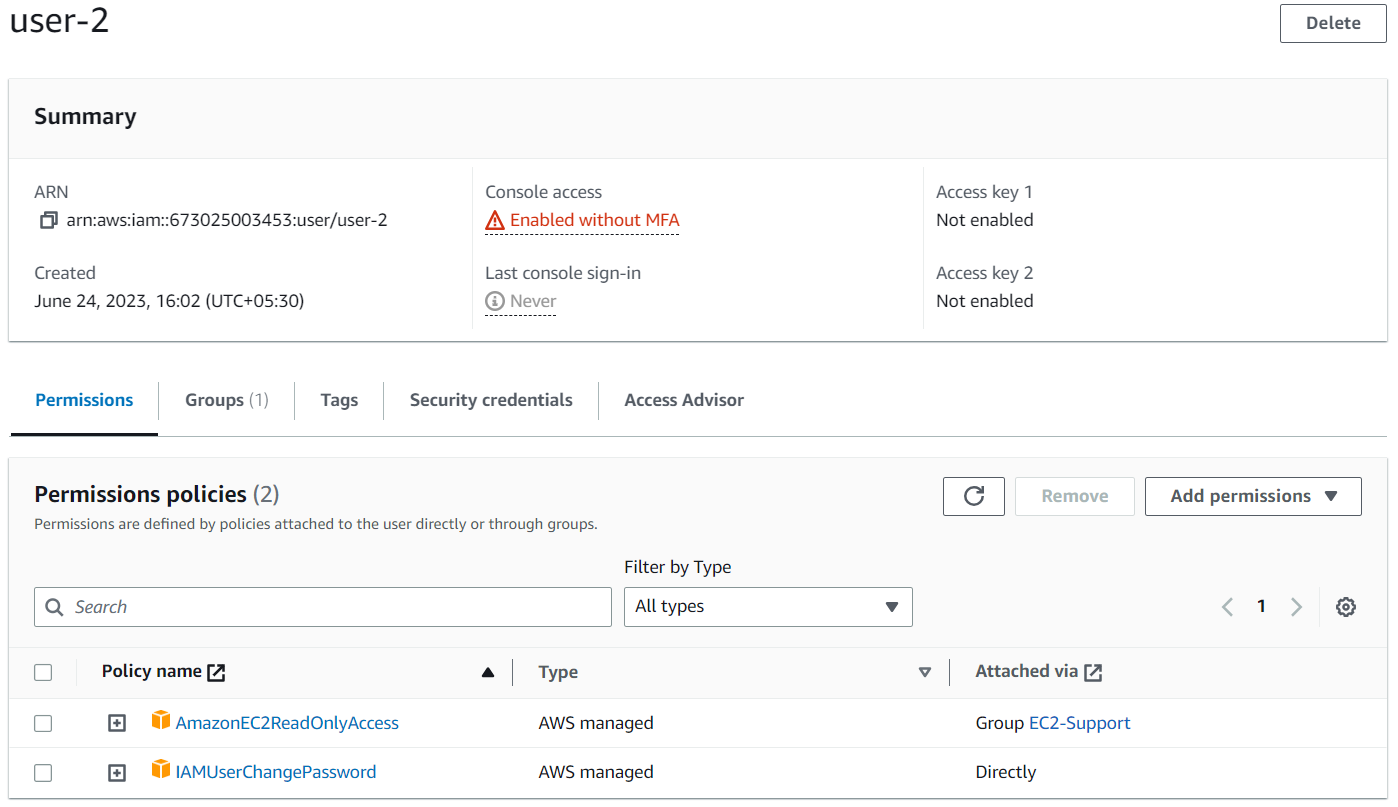 user-2
Delete
Summary
ARN
arn:aws:iam::673025003453:user/user-2
Created
June 24, 2023, 16:02 (UTC+05:30)
Console access
Enabled without MFA
Last console sign-in
Never
Access key 1
Not enabled
Access key 2
Not enabled
Permissions
Groups (1)
Tags
Security credentials
Access Advisor
Permissions policies (2)
Permissions are defined by policies attached to the user directly or through groups.
Remove
Add permissions
Filter by Type
Search
All types
1
Policy name
Type
Attached via
AmazonEC2ReadOnlyAccess
AWS managed
Group EC2-Support
IAMUserChangePassword
AWS managed
Directly